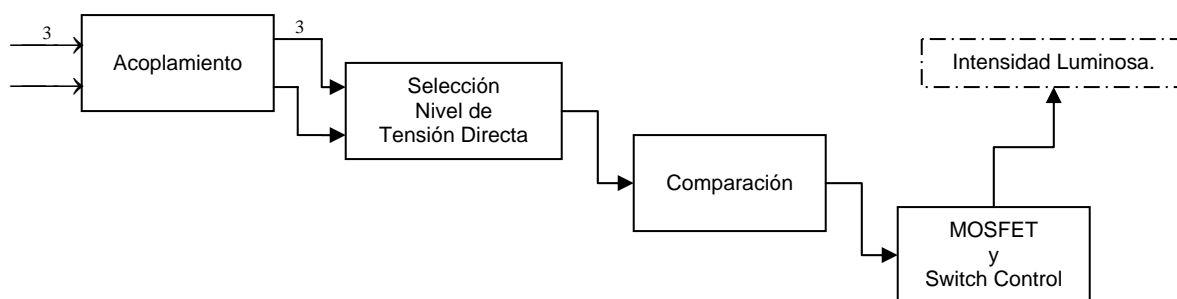 3
3
Acoplamiento
Selección
Nivel de
Tensión Directa
Intensidad Luminosa.
Comparación
MOSFET
y
Switch Control